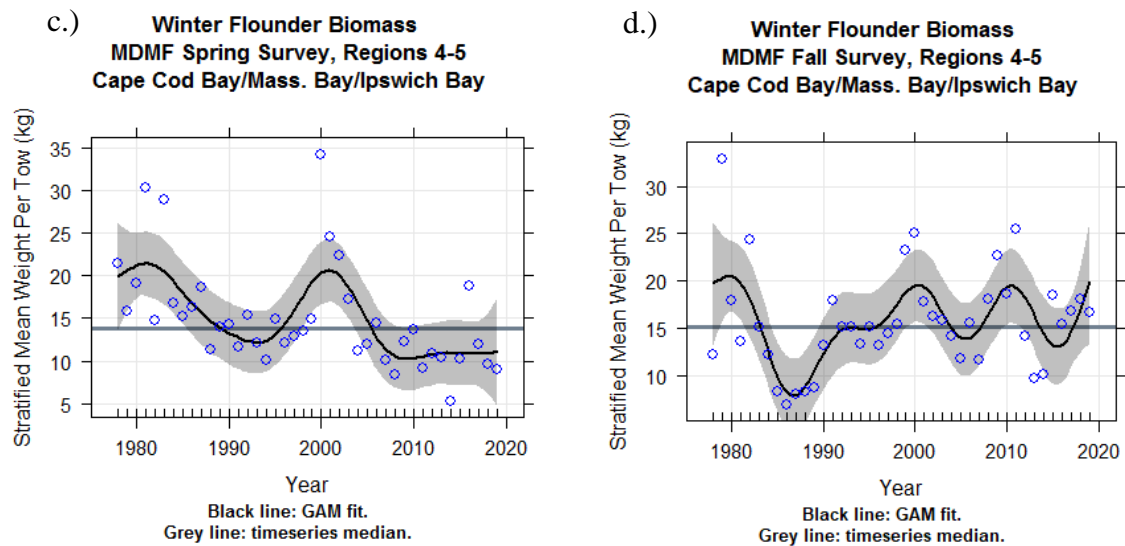 c.)
Winter Flounder Biomass
MDMF Spring Survey, Regions 4-5
Cape Cod Bay/Mass. Bay/Ipswich Bay
Stratified Mean Weight Per Tow (kg)
35
30
25
20
15
10
5
1980 1990 2000 2010 2020
Year
Black line: GAM fit.
Grey line: timeseries median.
d.)
Winter Flounder Biomass
MDMF Fall Survey, Regions 4-5
Cape Cod Bay/Mass. Bay/Ipswich Bay
Stratified Mean Weight Per Tow (kg)
30
25
20
15
10
1980 1990 2000 2010 2020
Year
Black line: GAM fit.
Grey line: timeseries median.